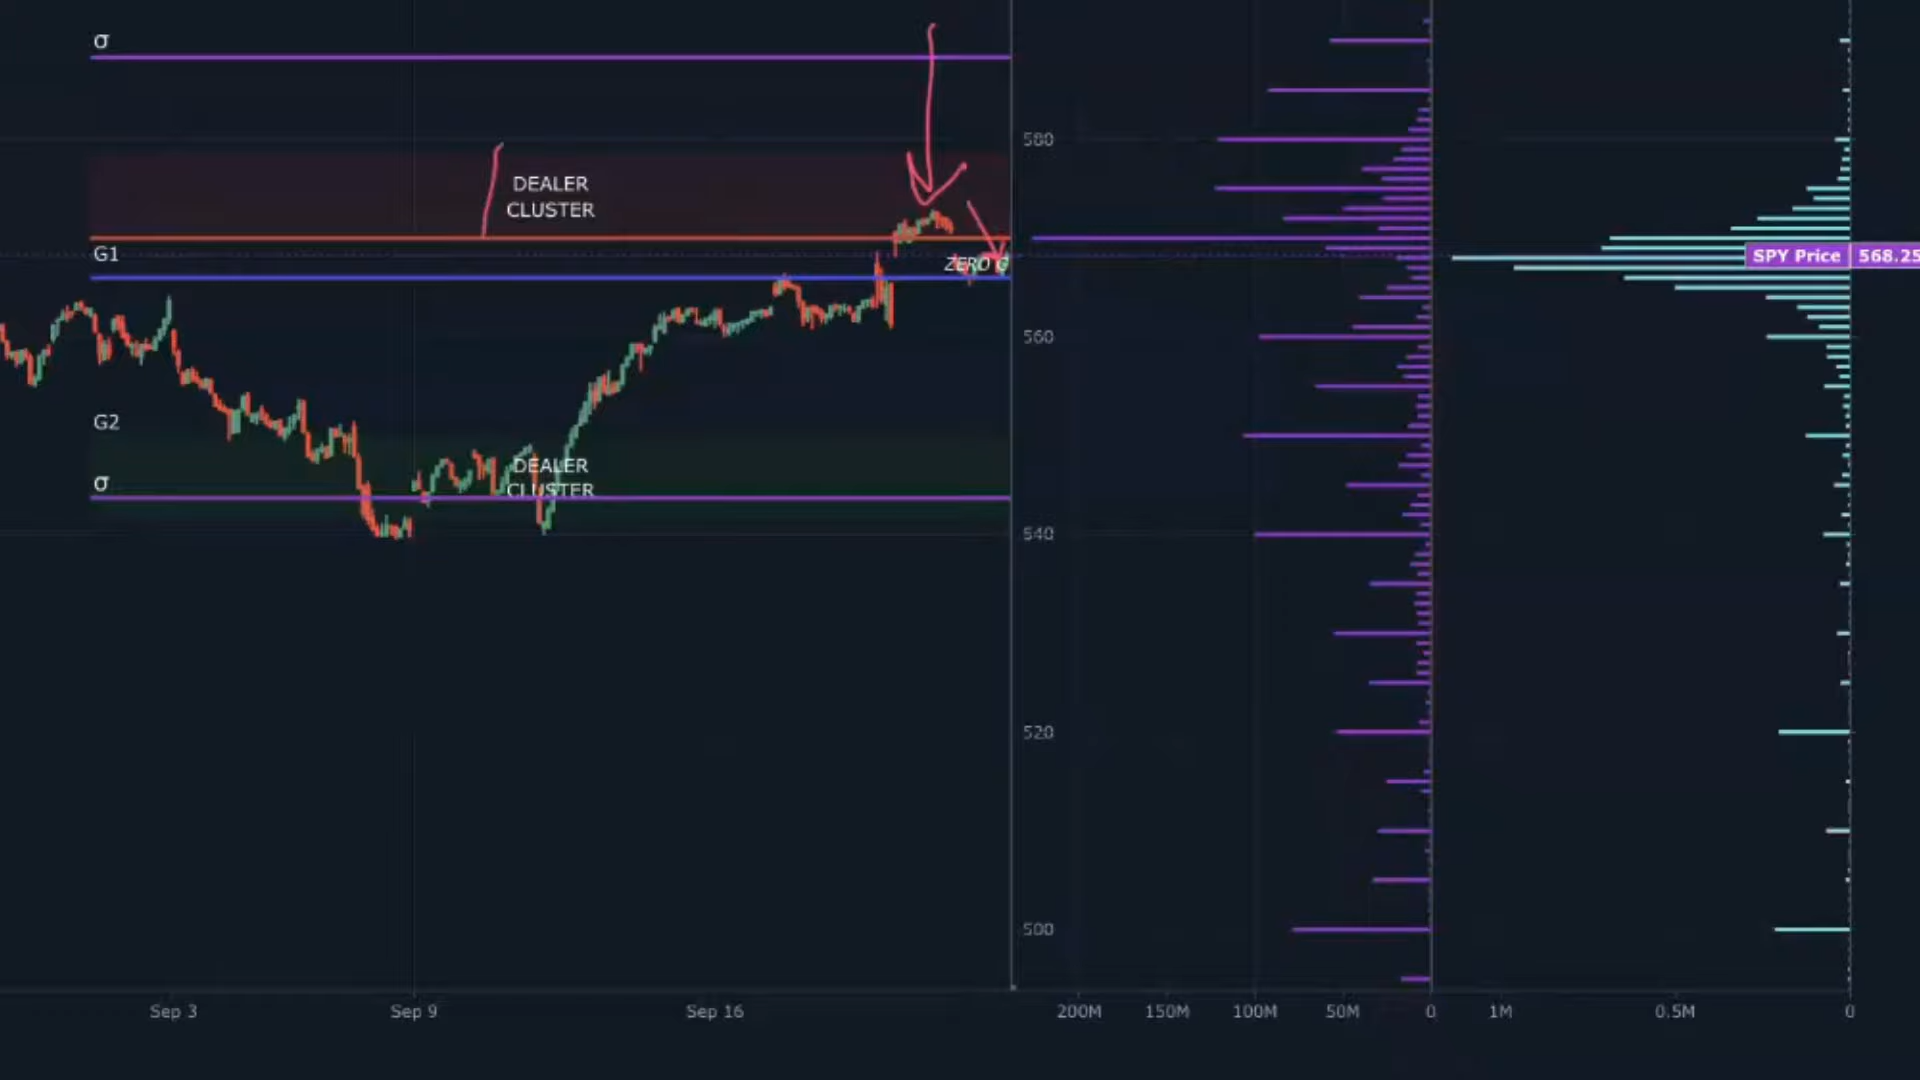 σ
DEALER
CLUSTER
G1
ZERO G
G2
DEALER
CLUSTER
σ
Sep 3
Sep 9
Sep 16
580
560
540
520
500
200M
150M
100M
50M
0
SPY Price
568.25
1M
0.5M
0